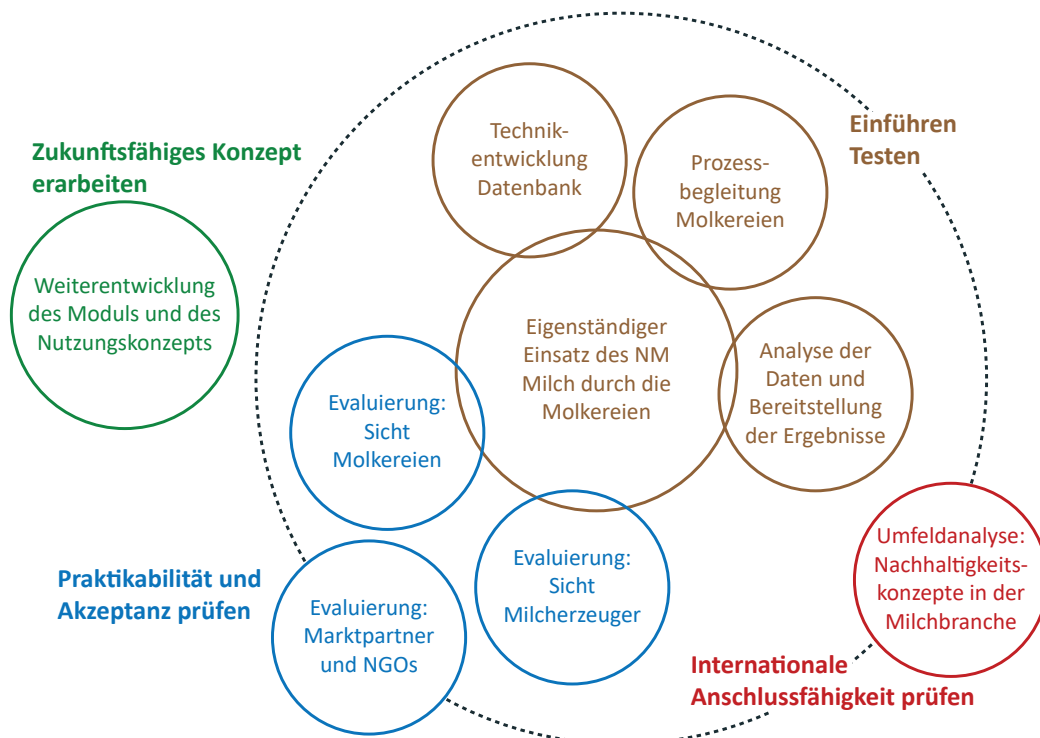 Zukunftsfähiges Konzept
erarbeiten
Weiterentwicklung
des Moduls und des
Nutzungskonzepts
Technik-
entwicklung
Datenbank
Prozess-
begleitung
Molkereien
Einführen
Testen
Eigenständiger
Einsatz des NM
Milch durch die
Molkereien
Analyse der
Daten und
Bereitstellung
der Ergebnisse
Evaluierung:
Sicht
Molkereien
Praktikabilität und
Akzeptanz prüfen
Evaluierung:
Marktpartner
und NGOs
Evaluierung:
Sicht
Milcherzeuger
Umfeldanalyse:
Nachhaltigkeits-
konzepte in der
Milchbranche
Internationale
Anschlussfähigkeit prüfen